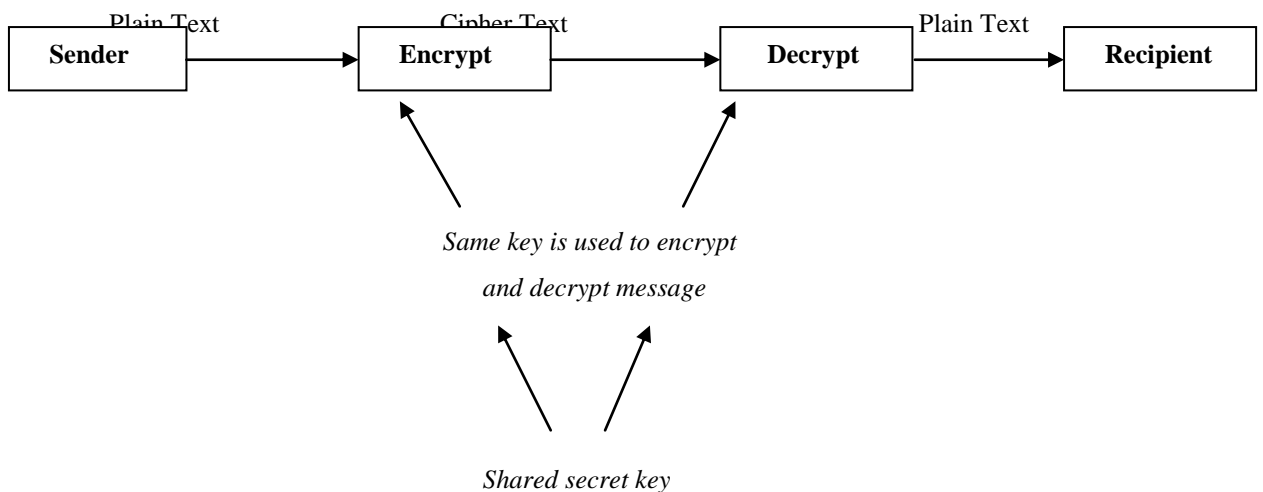 Plain Text Cipher Text Plain Text
Sender Encrypt Decrypt Recipient
Same key is used to encrypt
and decrypt message
Shared secret key